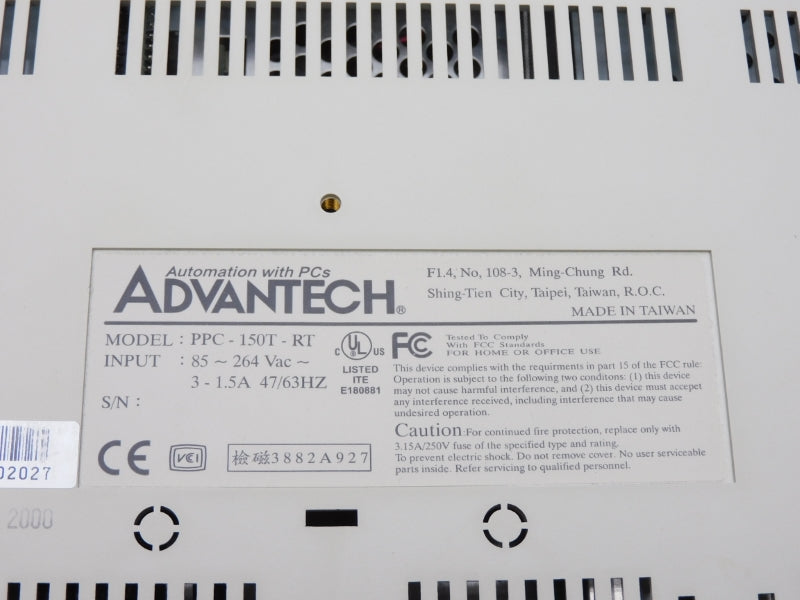 Automation with PCs
ADVANTECH®
F1.4, No, 108-3, Ming-Chung Rd.
Shing-Tien City, Taipei, Taiwan, R.O.C.
MADE IN TAIWAN
MODEL : PPC - 150T - RT
INPUT : 85 ~ 264 Vac ~
3 - 1.5A 47/63HZ
S/N :
C UL US
LISTED
ITE
E180881
FC
Tested To Comply
With FCC Standards
FOR HOME OR OFFICE USE
This device complies with the requirements in part 15 of the FCC rule:
Operation is subject to the following two conditons: (1) this device
may not cause harmful interference, and (2) this device must accepet
any interference received, including interference that may cause
undesired operation.
Caution:For continued fire protection, replace only with
3.15A/250V fuse of the specified type and rating.
To prevent electric shock. Do not remove cover. No user serviceable
parts inside. Refer servicing to qualified personnel.
CE
VCI
檢磁3882A927
02027
2000